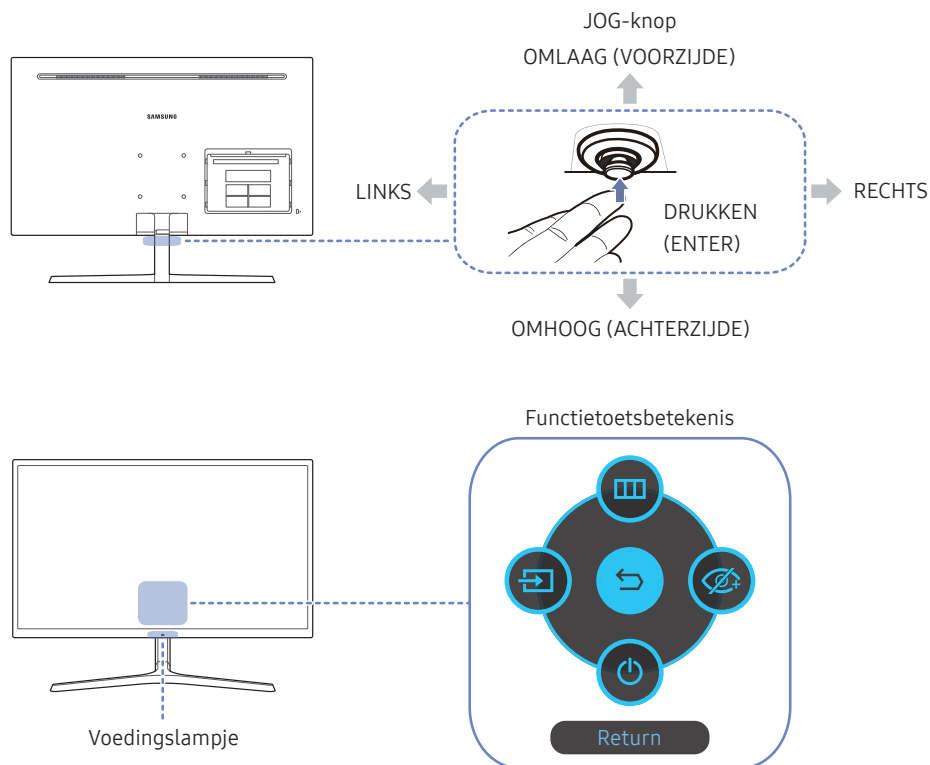 JOG-knop
OMLAAG (VOORZIJDE)
SAMSUNG
LINKS
RECHTS
DRUKKEN
(ENTER)
OMHOOG (ACHTERZIJDE)
Functietoetsbetekenis
Voedingslampje
Return